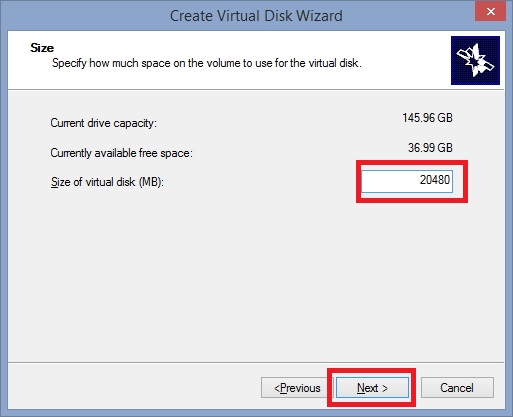 Create Virtual Disk Wizard
Size
Specify how much space on the volume to use for the virtual disk.
Current drive capacity: 145.96 GB
Currently available free space: 36.99 GB
Size of virtual disk (MB): 20480
<Previous Next > Cancel